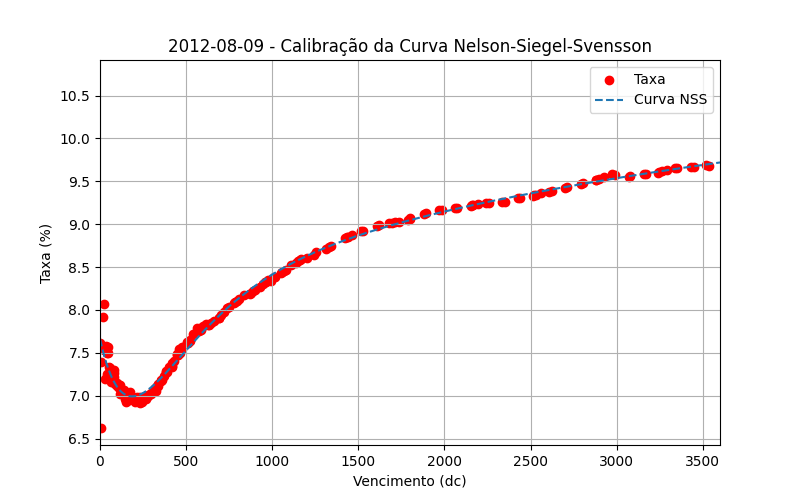 2012-08-09 - Calibração da Curva Nelson-Siegel-Svensson
Taxa
Curva NSS
Taxa (%)
10.5
10.0
9.5
9.0
8.5
8.0
7.5
7.0
6.5
0 500 1000 1500 2000 2500 3000 3500
Vencimento (dc)